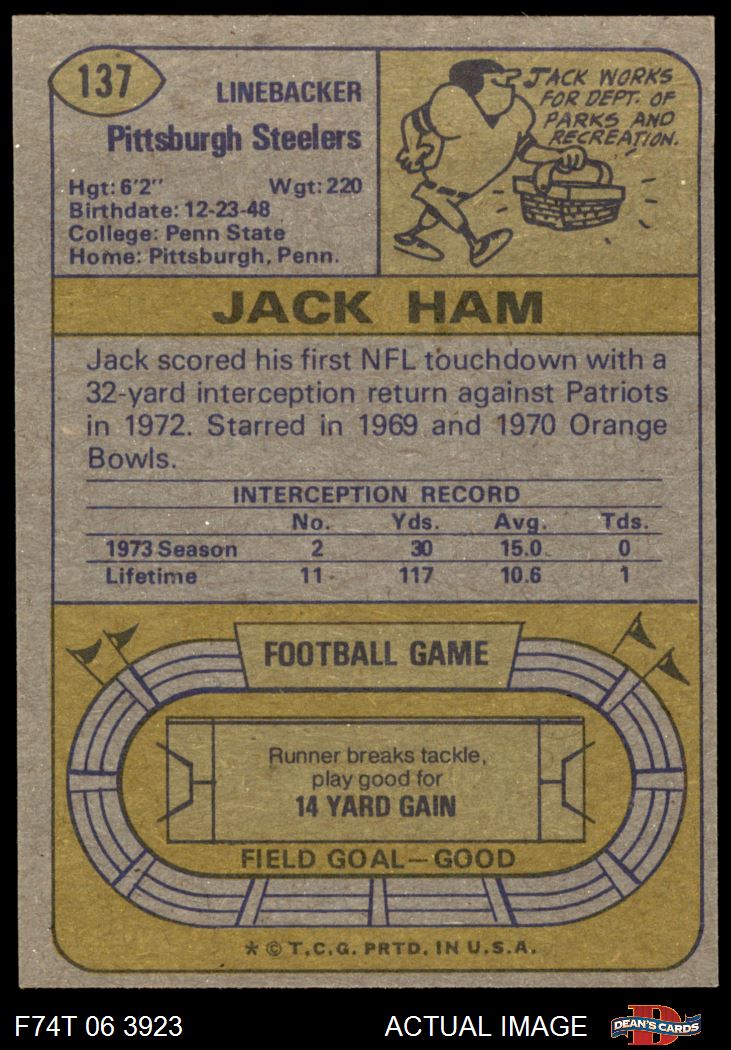 137
LINEBACKER
Pittsburgh Steelers
Hgt: 6'2" Wgt: 220
Birthdate: 12-23-48
College: Penn State
Home: Pittsburgh, Penn.
JACK WORKS
FOR DEPT. OF
PARKS AND
RECREATION.
JACK HAM
Jack scored his first NFL touchdown with a
32-yard interception return against Patriots
in 1972. Starred in 1969 and 1970 Orange
Bowls.
INTERCEPTION RECORD
No. Yds. Avg. Tds.
1973 Season 2 30 15.0 0
Lifetime 11 117 10.6 1
FOOTBALL GAME
Runner breaks tackle,
play good for
14 YARD GAIN
FIELD GOAL—GOOD
* © T.C.G. PRTD. IN U.S.A.
F74T 06 3923 ACTUAL IMAGE DEAN'S CARDS